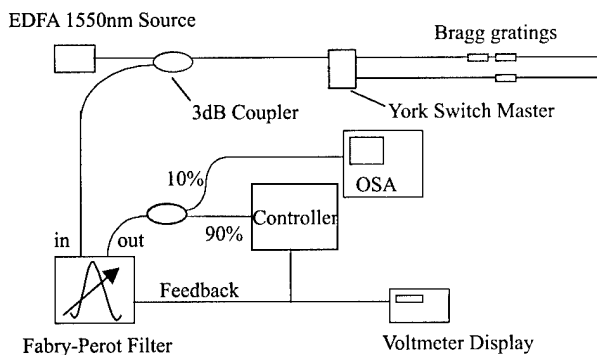 EDFA 1550nm Source
Bragg gratings
3dB Coupler
York Switch Master
10%
OSA
90%
Controller
in
out
Feedback
Fabry-Perot Filter
Voltmeter Display